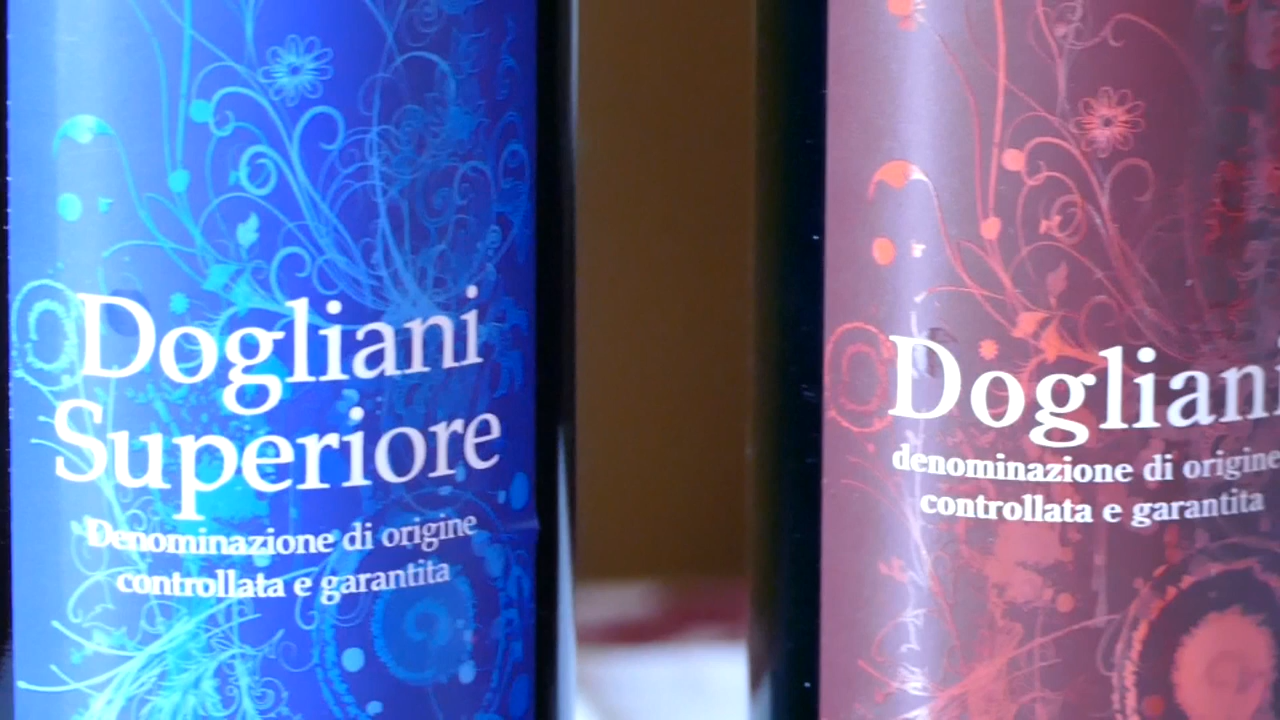 Dogliani
Superiore
Denominazione di origine
controllata e garantita
Dogliani
denominazione di origine
controllata e garantita